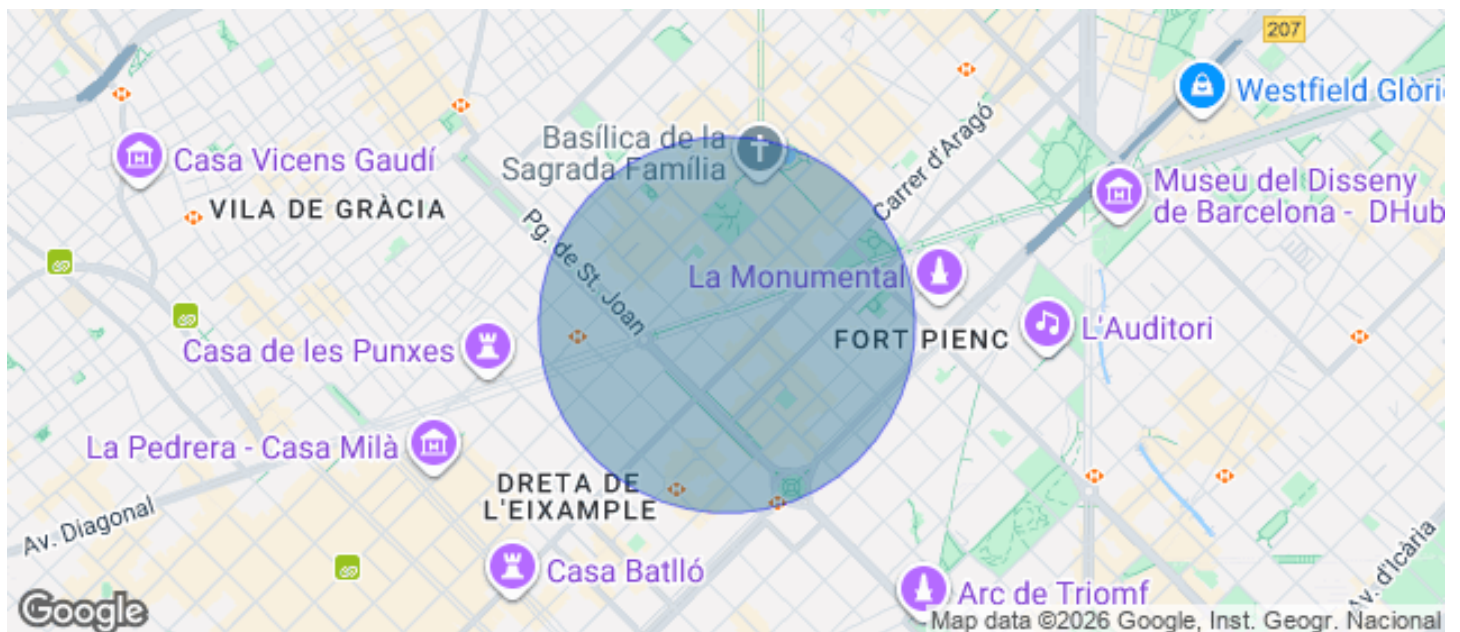 207
Westfield Glòri
Basílica de la
Sagrada Família
Carrer d'Aragó
Casa Vicens Gaudí
Museu del Disseny
de Barcelona - DHub
VILA DE GRÀCIA
Pg. de St. Joan
La Monumental
L'Auditori
FORT PIENC
Casa de les Punxes
La Pedrera - Casa Milà
DRETA DE
L'EIXAMPLE
Av. Diagonal
Casa Batlló
Av. d'Icària
Arc de Triomf
Google
Map data ©2026 Google, Inst. Geogr. Nacional